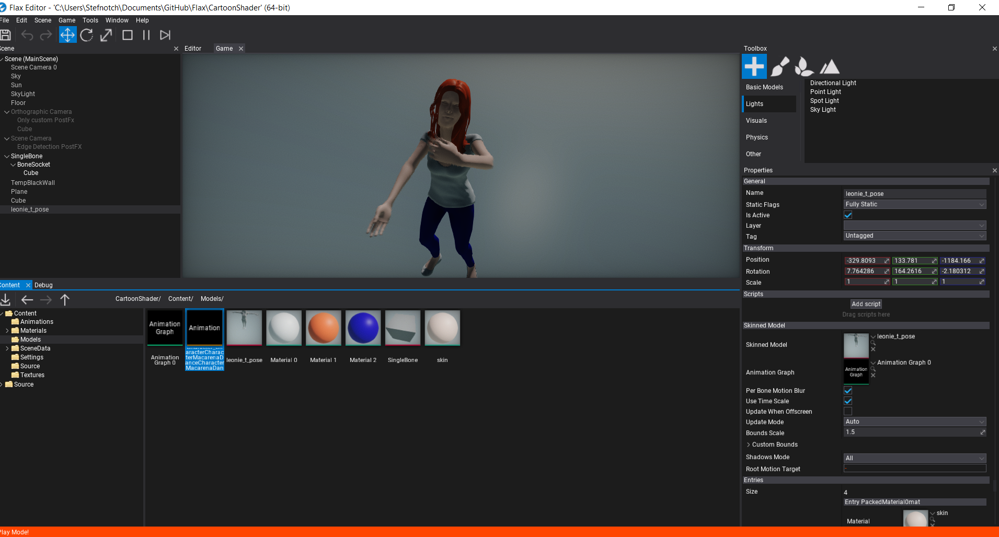 Flax Editor - 'C:\Users\Stefnotch\Documents\GitHub\Flax\CartoonShader' (64-bit)
File Edit Scene Game Tools Window Help
Scene
Editor Game
Scene (MainScene)
Scene Camera 0
Sky
Sun
SkyLight
Floor
Orthographic Camera
Only custom PostFx
Cube
Scene Camera
Edge Detection PostFX
SingleBone
BoneSocket
Cube
TempBlackWall
Plane
Cube
leonie_t_pose
Toolbox
Basic Models
Lights
Visuals
Physics
Other
Directional Light
Point Light
Spot Light
Sky Light
Properties
General
Name leonie_t_pose
Static Flags Fully Static
Is Active
Layer
Tag Untagged
Transform
Position -329.8093 133.781 -1184.166
Rotation 7.764286 164.2616 -2.180312
Scale 1 1 1
Scripts
Add script
Drag scripts here
Skinned Model
Skinned Model leonie_t_pose
Animation Graph Animation Graph Animation Graph 0
Per Bone Motion Blur
Use Time Scale
Update When Offscreen
Update Mode Auto
Bounds Scale 1.5
Custom Bounds
Shadows Mode All
Root Motion Target -
Entries
Size 4
Entry PackedMaterial0mat
Material skin
Content Debug
CartoonShader/ Content/ Models/
Content
Animations
Materials
Models
SceneData
Settings
Source
Textures
Source
Animation
Graph
Animation
Animation
Graph 0
aracterCharac
terMacarenaD
anceCharacter
MacarenaDan
leonie_t_pose
Material 0
Material 1
Material 2
SingleBone
skin
Play Mode!